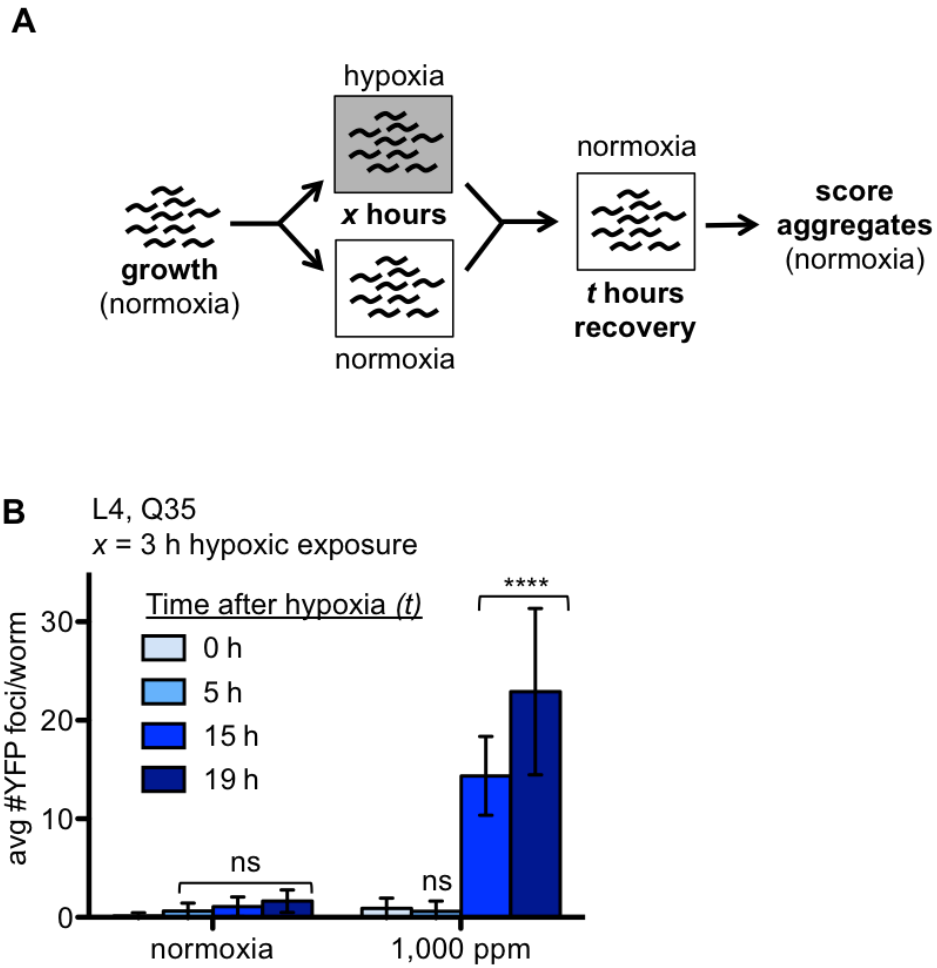 A
hypoxia
x hours
normoxia
growth
(normoxia)
normoxia
t hours
recovery
score
aggregates
(normoxia)
B
L4, Q35
x = 3 h hypoxic exposure
avg #YFP foci/worm
30
20
10
0
Time after hypoxia (t)
0 h
5 h
15 h
19 h
ns
ns
****
normoxia
1,000 ppm